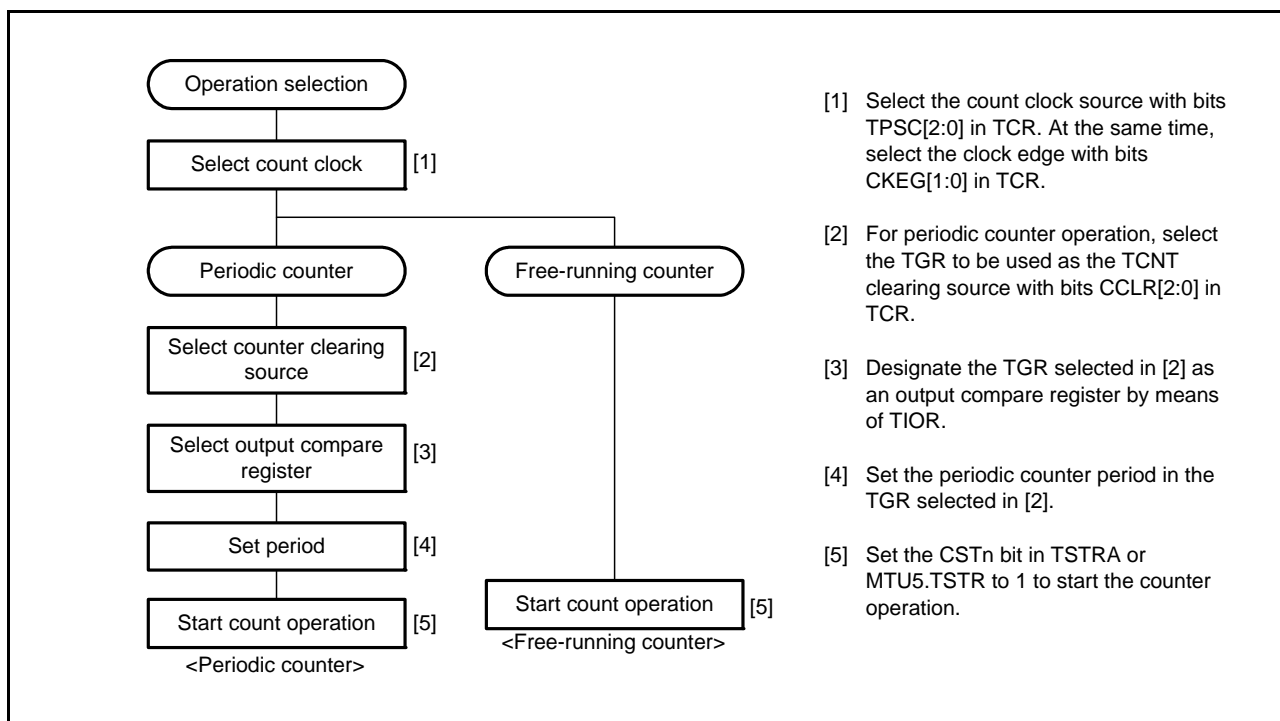 Operation selection
Select count clock [1]
Periodic counter
Free-running counter
Select counter clearing
source
[2]
Select output compare
register
[3]
Set period [4]
Start count operation [5]
<Periodic counter>
Start count operation [5]
<Free-running counter>
[1] Select the count clock source with bits
TPSC[2:0] in TCR. At the same time,
select the clock edge with bits
CKEG[1:0] in TCR.
[2] For periodic counter operation, select
the TGR to be used as the TCNT
clearing source with bits CCLR[2:0] in
TCR.
[3] Designate the TGR selected in [2] as
an output compare register by means
of TIOR.
[4] Set the periodic counter period in the
TGR selected in [2].
[5] Set the CSTn bit in TSTRA or
MTU5.TSTR to 1 to start the counter
operation.